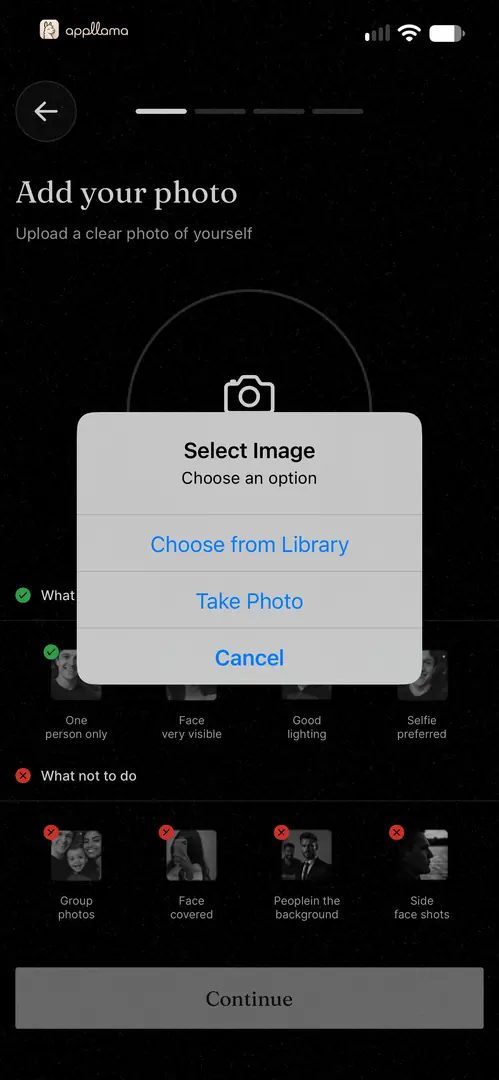 appllama
Add your photo
Upload a clear photo of yourself
Select Image
Choose an option
Choose from Library
Take Photo
Cancel
What
One
person only
Face
very visible
Good
lighting
Selfie
preferred
What not to do
Group
photos
Face
covered
Peoplein the
background
Side
face shots
Continue